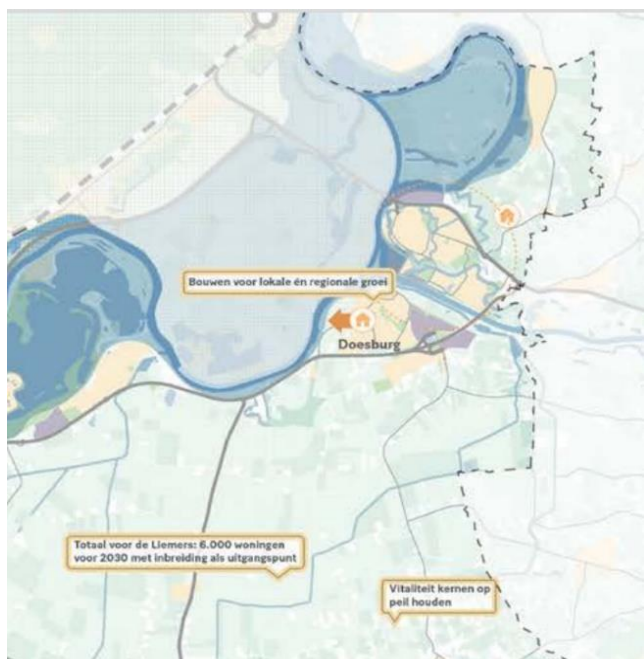 Bouwen voor lokale én regionale groei
Doesburg
Totaal voor de Liemers: 6.000 woningen
voor 2030 met inbreiding als uitgangspunt
Vitaliteit kernen op
peil houden